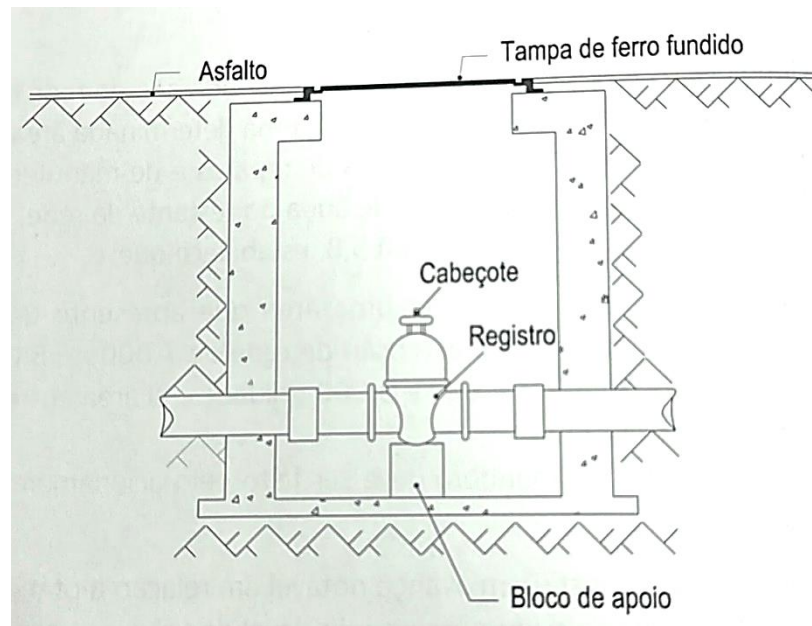 Asfalto
Tampa de ferro fundido
Cabeçote
Registro
Bloco de apoio